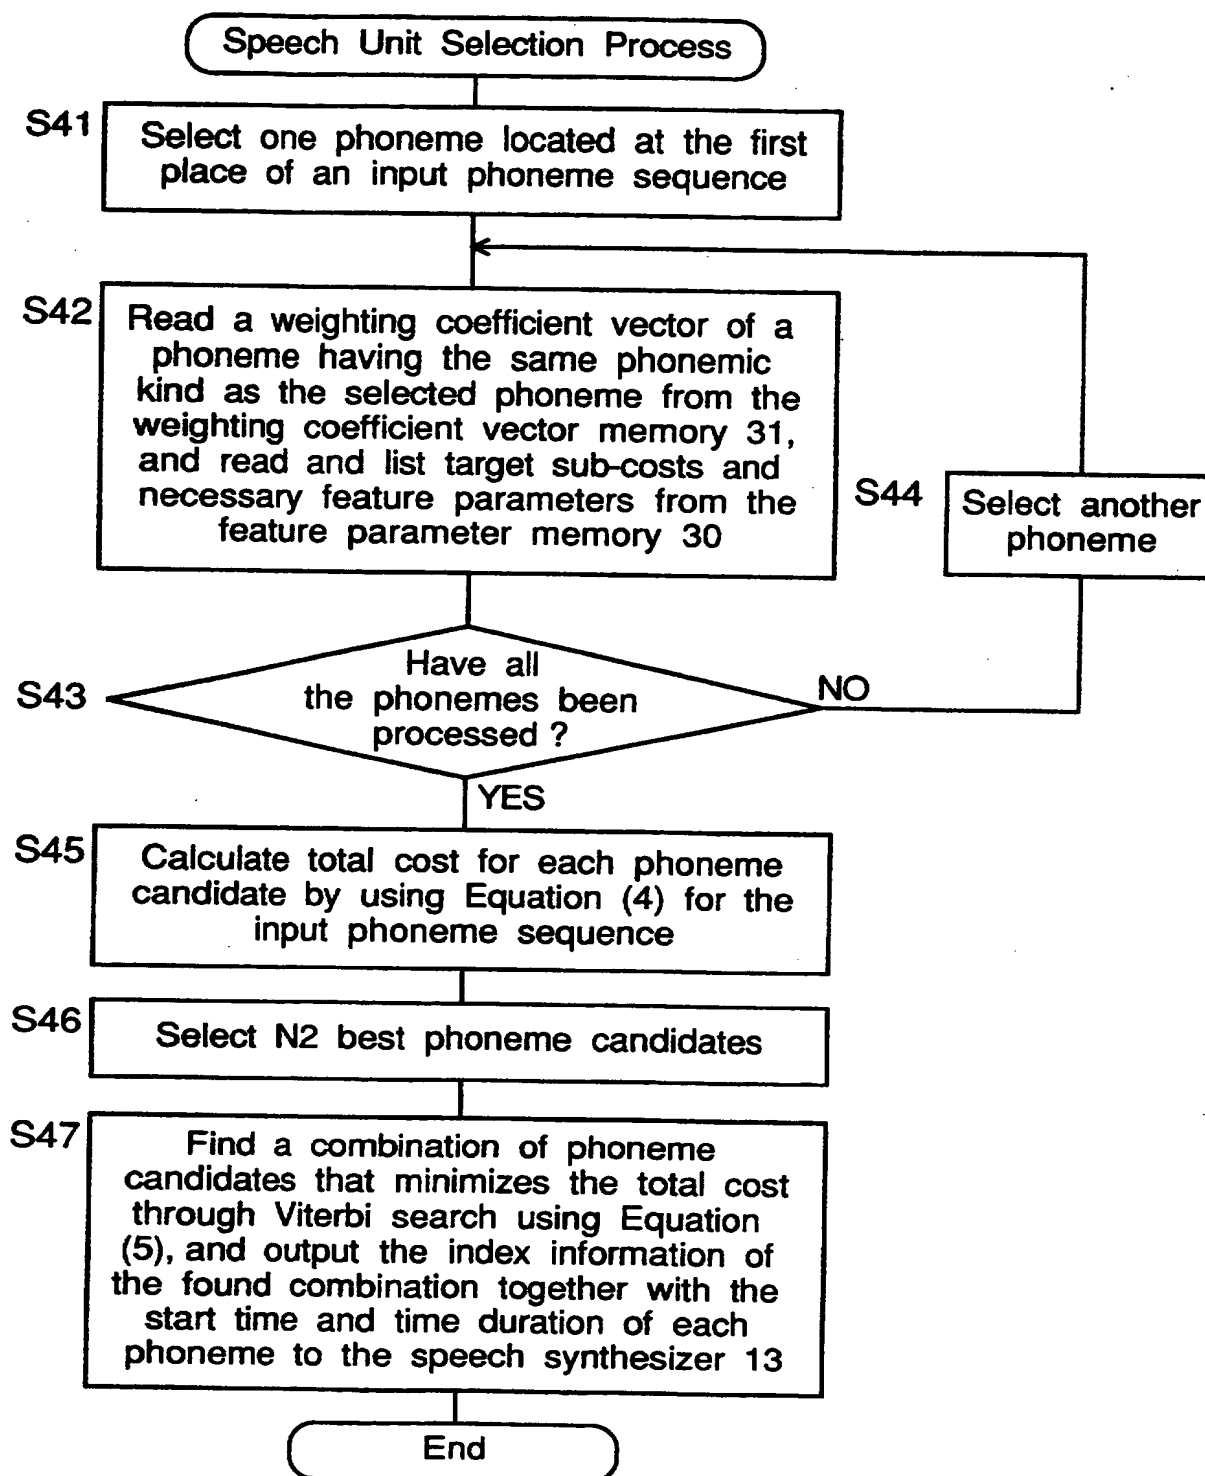 Speech Unit Selection Process
S41
Select one phoneme located at the first
place of an input phoneme sequence
S42
Read a weighting coefficient vector of a
phoneme having the same phonemic
kind as the selected phoneme from the
weighting coefficient vector memory 31,
and read and list target sub-costs and
necessary feature parameters from the
feature parameter memory 30
S44
Select another
phoneme
S43
Have all
the phonemes been
processed ?
NO
YES
S45
Calculate total cost for each phoneme
candidate by using Equation (4) for the
input phoneme sequence
S46
Select N2 best phoneme candidates
S47
Find a combination of phoneme
candidates that minimizes the total cost
through Viterbi search using Equation
(5), and output the index information of
the found combination together with the
start time and time duration of each
phoneme to the speech synthesizer 13
End